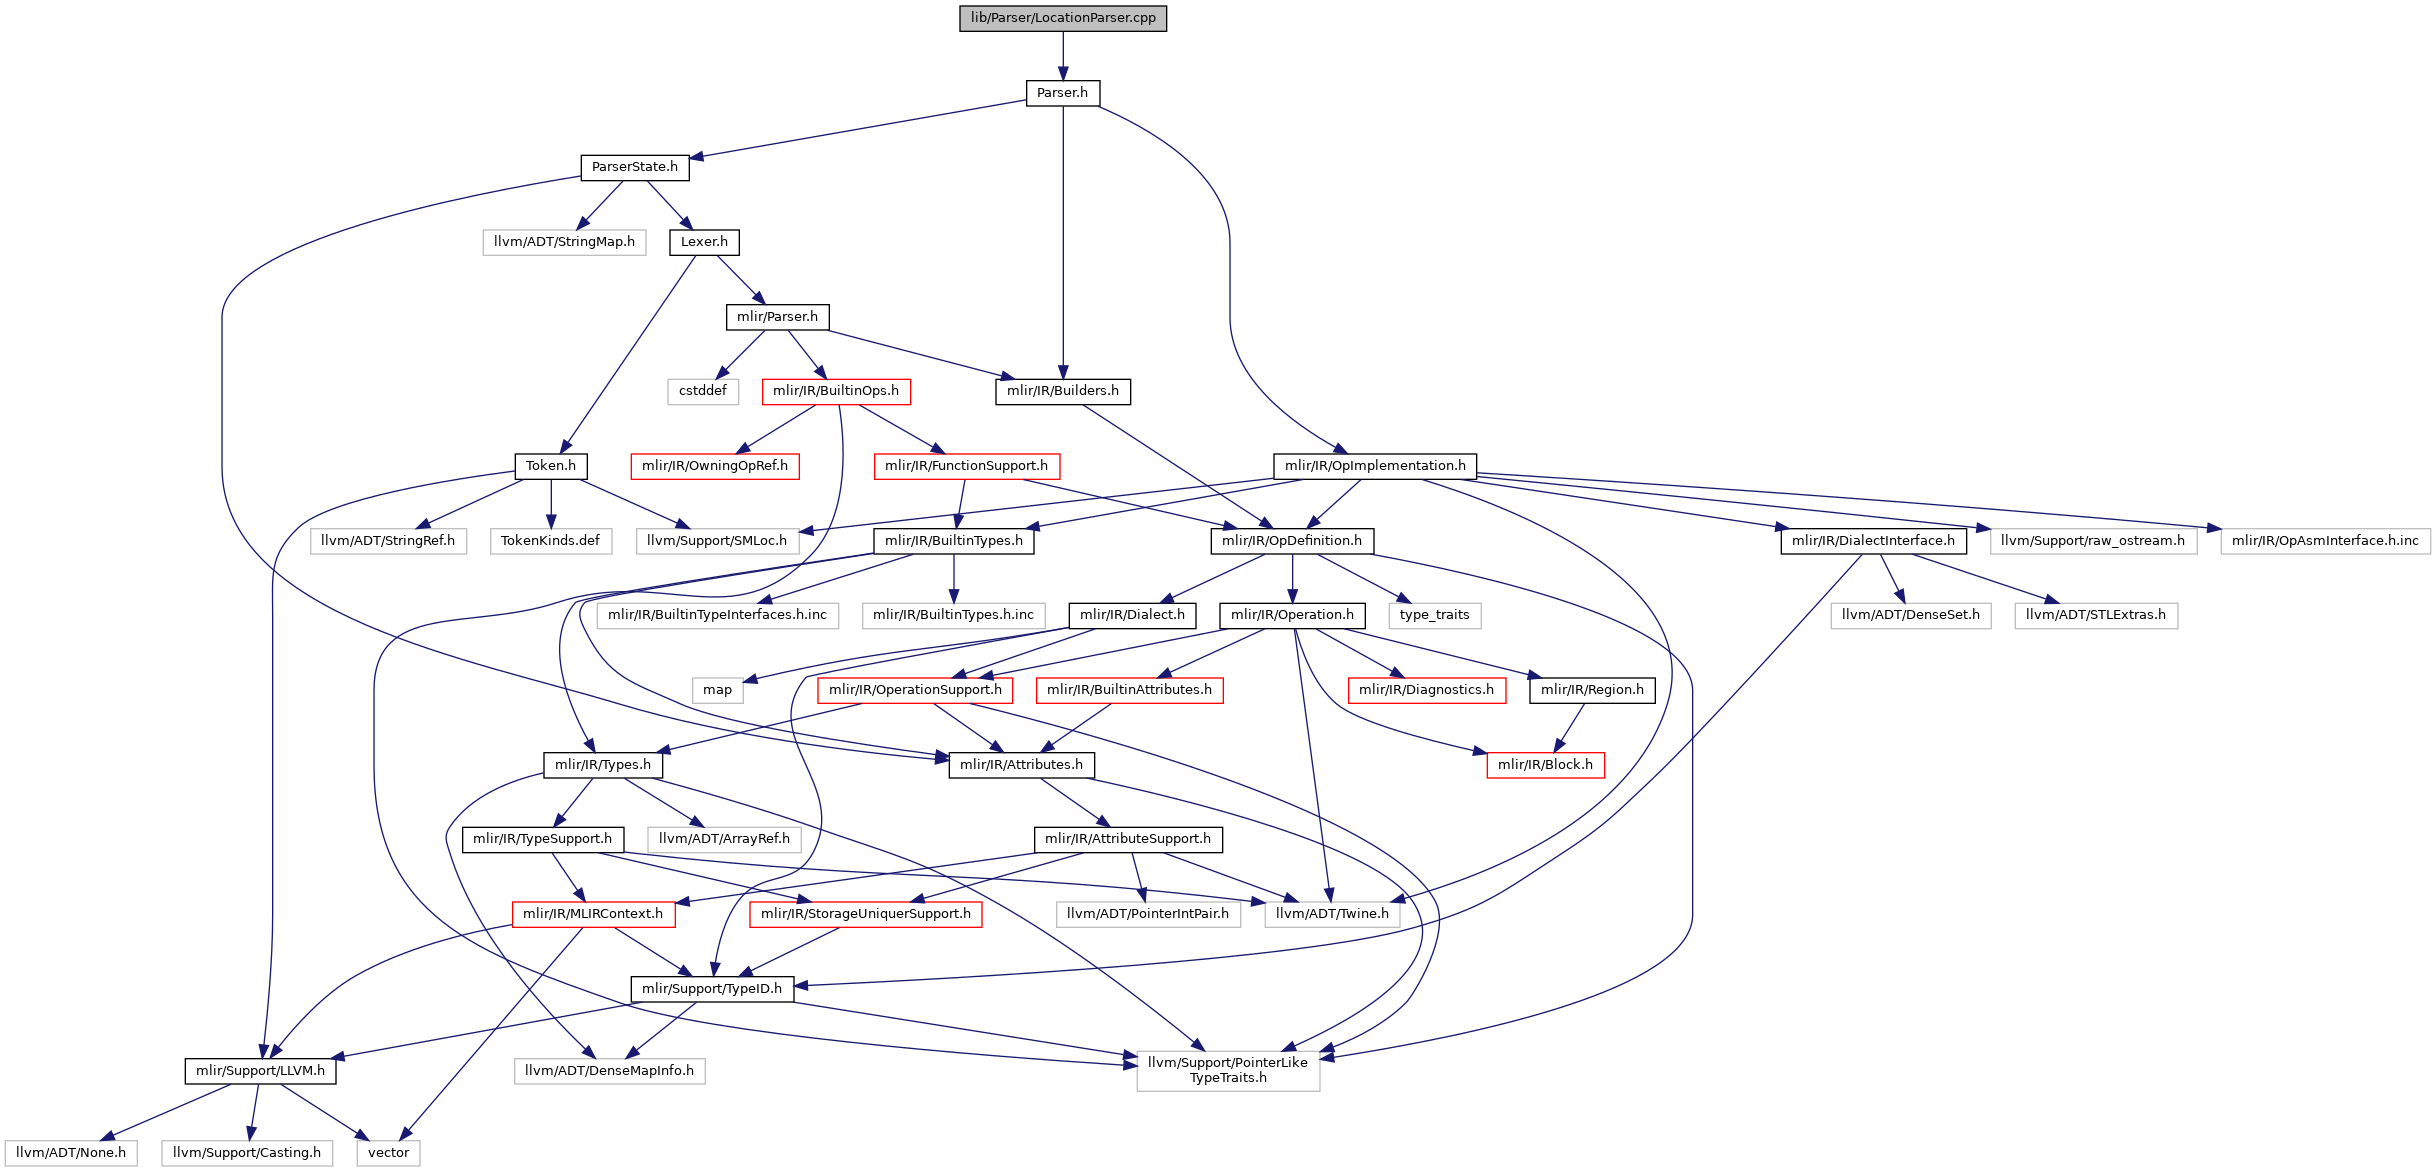 lib/Parser/LocationParser.cpp
Parser.h
ParserState.h
llvm/ADT/StringMap.h
Lexer.h
mlir/Parser.h
cstddef
mlir/IR/BuiltinOps.h
mlir/IR/Builders.h
Token.h
mlir/IR/OwningOpRef.h
mlir/IR/FunctionSupport.h
mlir/IR/OpImplementation.h
llvm/ADT/StringRef.h
TokenKinds.def
llvm/Support/SMLoc.h
mlir/IR/BuiltinTypes.h
mlir/IR/OpDefinition.h
mlir/IR/DialectInterface.h
llvm/Support/raw_ostream.h
mlir/IR/OpAsmInterface.h.inc
mlir/IR/BuiltinTypeInterfaces.h.inc
mlir/IR/BuiltinTypes.h.inc
mlir/IR/Dialect.h
mlir/IR/Operation.h
type_traits
llvm/ADT/DenseSet.h
llvm/ADT/STLExtras.h
map
mlir/IR/OperationSupport.h
mlir/IR/BuiltinAttributes.h
mlir/IR/Diagnostics.h
mlir/IR/Region.h
mlir/IR/Types.h
mlir/IR/Attributes.h
mlir/IR/Block.h
mlir/IR/TypeSupport.h
llvm/ADT/ArrayRef.h
mlir/IR/AttributeSupport.h
mlir/IR/MLIRContext.h
mlir/IR/StorageUniquerSupport.h
llvm/ADT/PointerIntPair.h
llvm/ADT/Twine.h
mlir/Support/TypeID.h
mlir/Support/LLVM.h
llvm/ADT/DenseMapInfo.h
llvm/Support/PointerLike
TypeTraits.h
llvm/ADT/None.h
llvm/Support/Casting.h
vector